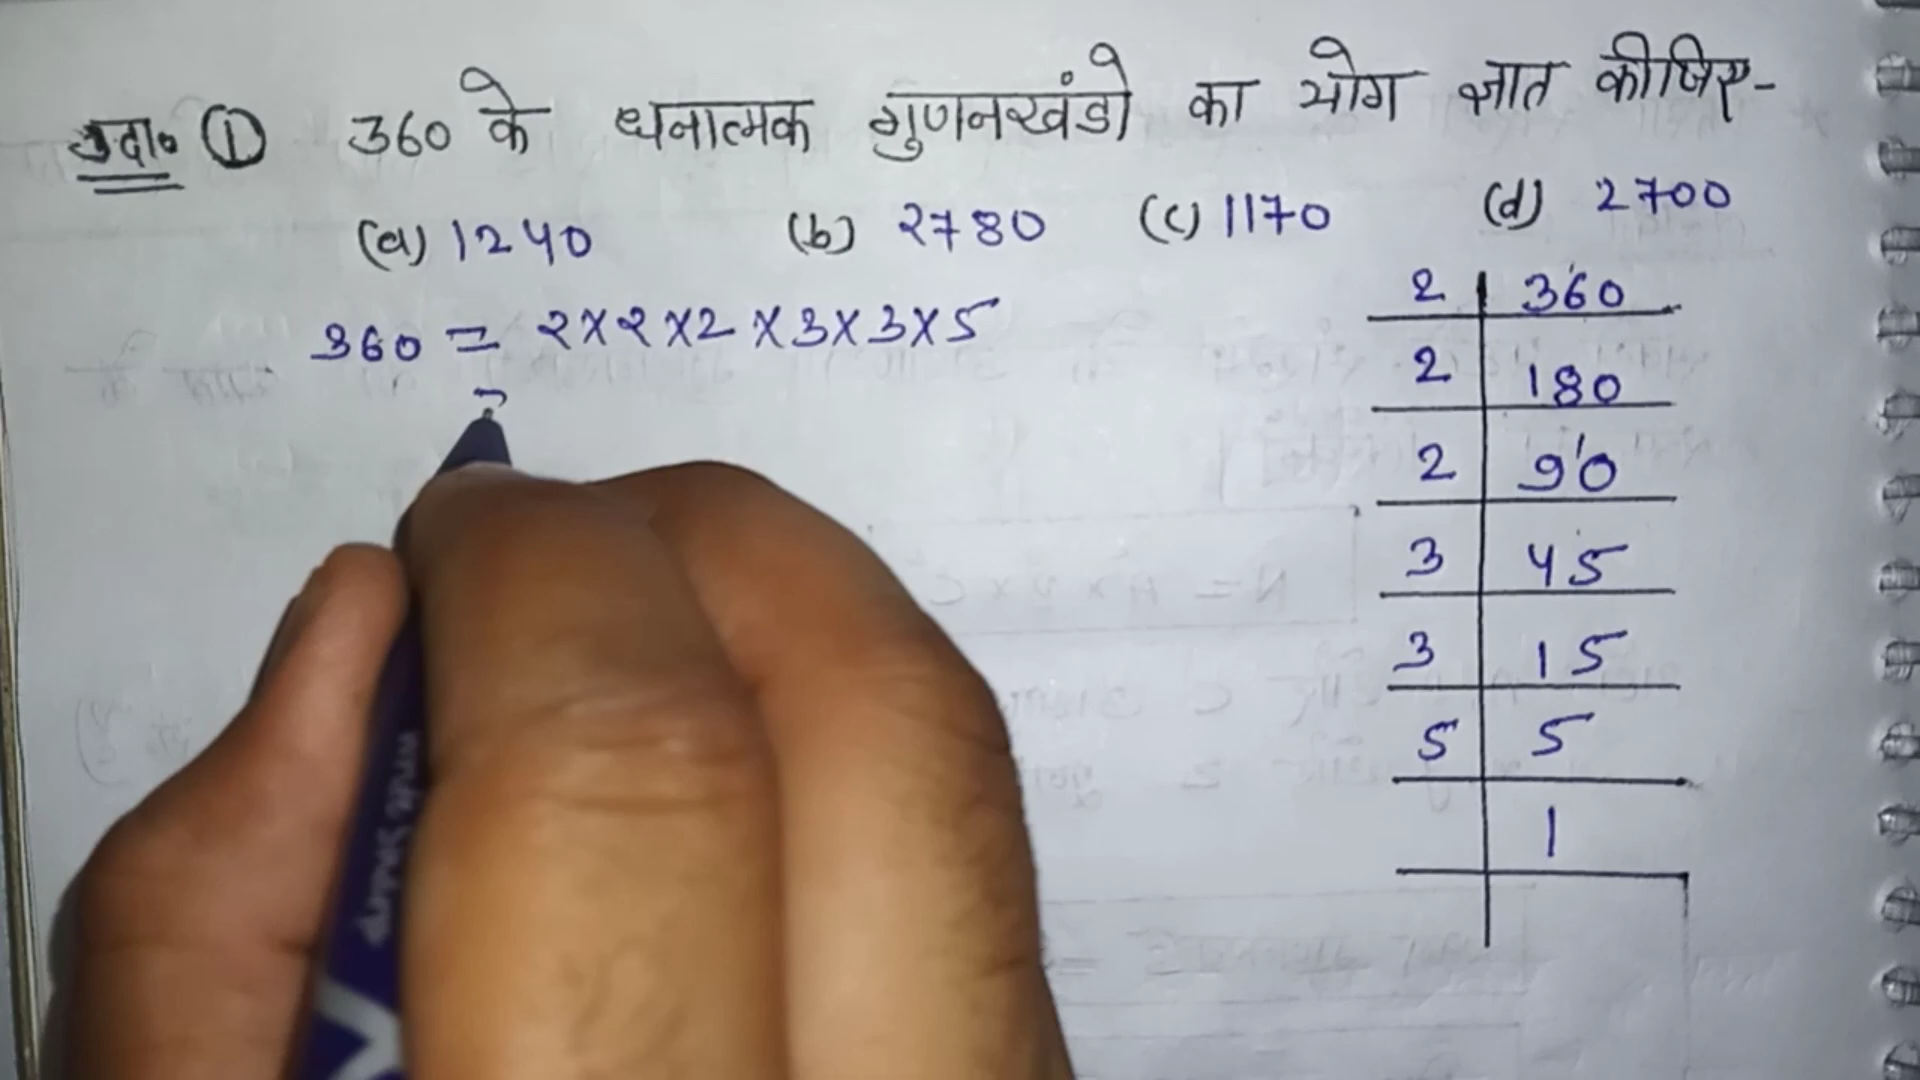 उदा० ① 360 के धनात्मक गुणनखंडो का योग ज्ञात कीजिए-
(a) 1240 (b) 2780 (c) 1170 (d) 2700
360 = 2×2×2×3×3×5
=
2 | 360
2 | 180
2 | 90
3 | 45
3 | 15
5 | 5
1